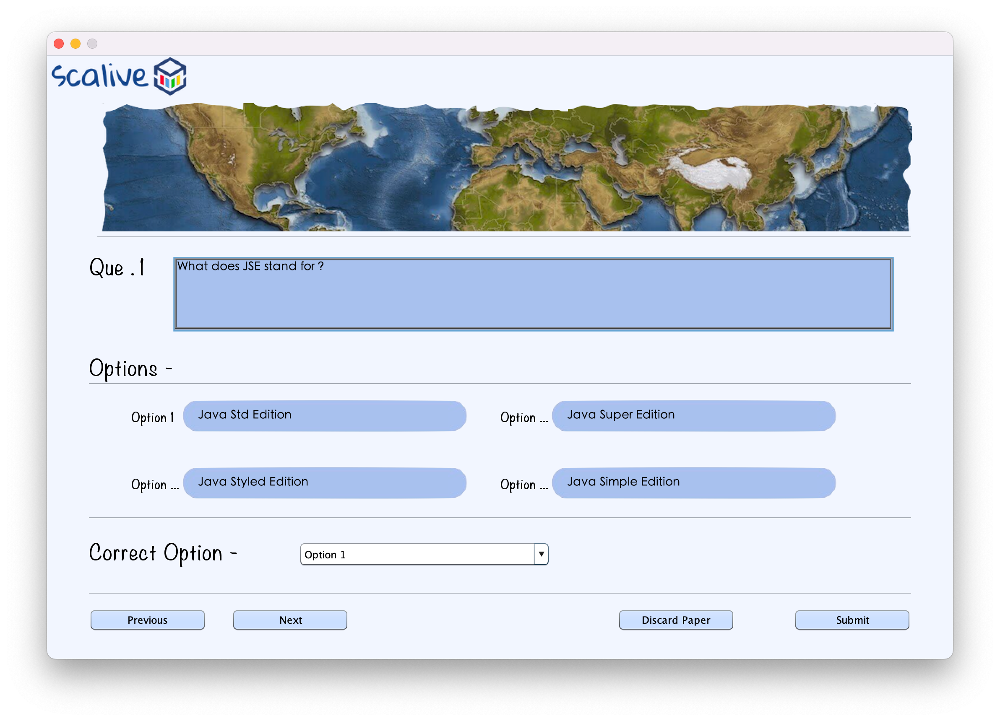 scalive
Que .1
What does JSE stand for ?
Options -
Option 1 Java Std Edition Option ... Java Super Edition
Option ... Java Styled Edition Option ... Java Simple Edition
Correct Option - Option 1
Previous Next Discard Paper Submit